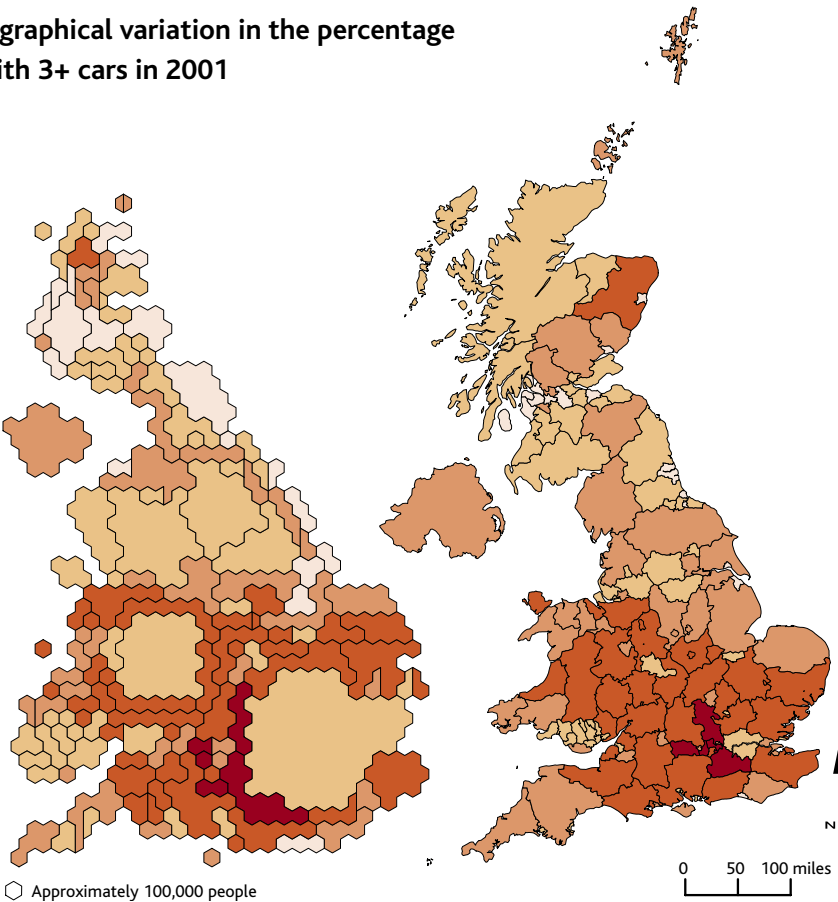 graphical variation in the percentage
ith 3+ cars in 2001
Approximately 100,000 people
0 50 100 miles
N